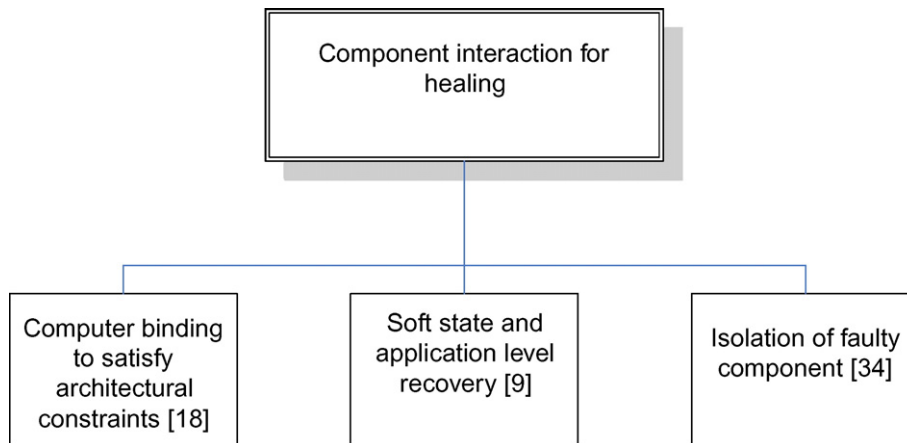 Component interaction for
healing
Computer binding
to satisfy
architectural
constraints [18]
Soft state and
application level
recovery [9]
Isolation of faulty
component [34]